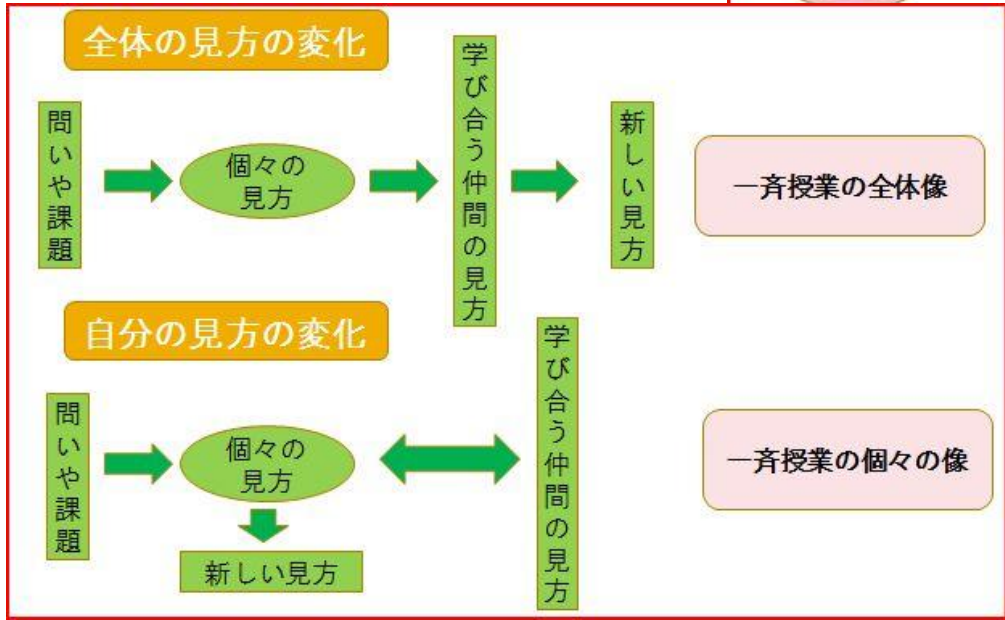 全体の見方の変化
問いや課題
個々の
見方
学び合う仲間の見方
新しい見方
一斉授業の全体像
自分の見方の変化
問いや課題
個々の
見方
新しい見方
学び合う仲間の見方
一斉授業の個々の像